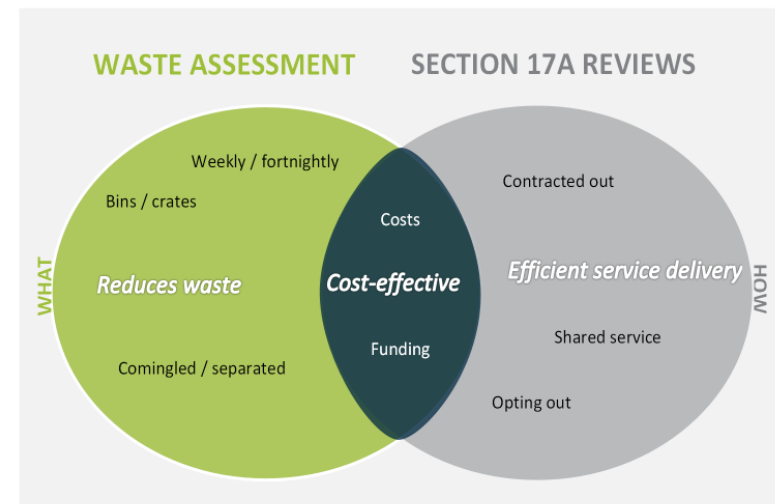 WASTE ASSESSMENT
SECTION 17A REVIEWS
WHAT
Weekly / fortnightly
Bins / crates
Reduces waste
Comingled / separated
Costs
Cost-effective
Funding
Contracted out
Efficient service delivery
Shared service
Opting out
HOW